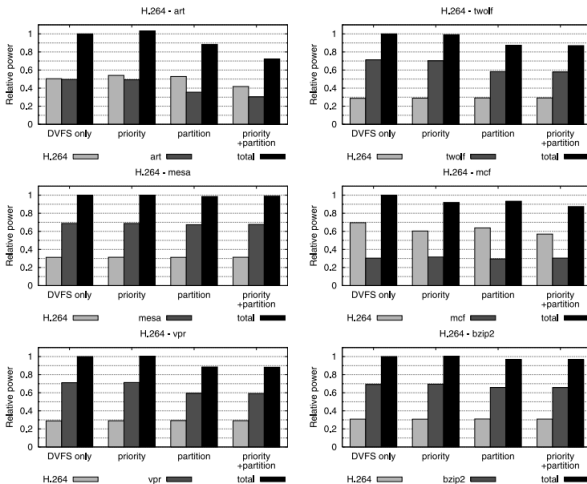 H.264 - art
Relative power
1
0.8
0.6
0.4
0.2
0
DVFS only priority partition priority +partition
H.264 art total
H.264 - twolf
Relative power
1
0.8
0.6
0.4
0.2
0
DVFS only priority partition priority +partition
H.264 twolf total
H.264 - mesa
Relative power
1
0.8
0.6
0.4
0.2
0
DVFS only priority partition priority +partition
H.264 mesa total
H.264 - mcf
Relative power
1
0.8
0.6
0.4
0.2
0
DVFS only priority partition priority +partition
H.264 mcf total
H.264 - vpr
Relative power
1
0.8
0.6
0.4
0.2
0
DVFS only priority partition priority +partition
H.264 vpr total
H.264 - bzip2
Relative power
1
0.8
0.6
0.4
0.2
0
DVFS only priority partition priority +partition
H.264 bzip2 total